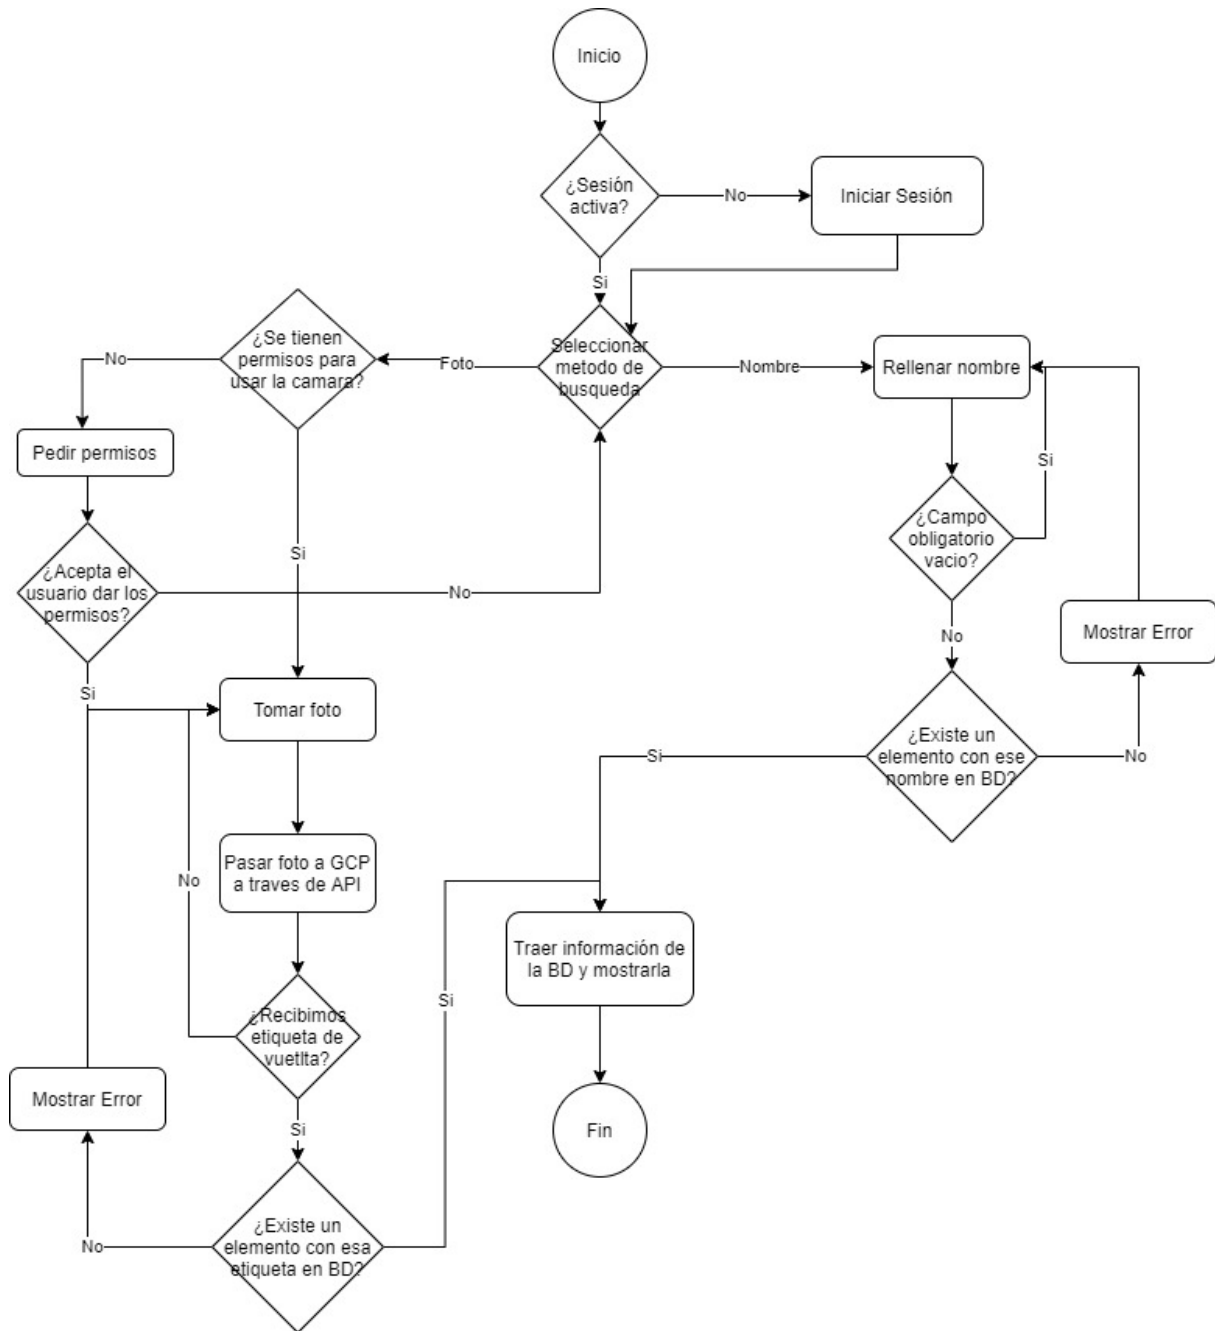 Inicio
¿Sesión
activa?
No
Iniciar Sesión
Si
¿Se tienen
permisos para
usar la camara?
No
Foto
Seleccionar
metodo de
busqueda
Nombre
Rellenar nombre
Pedir permisos
Si
¿Campo
obligatorio
vacio?
Si
¿Acepta el
usuario dar los
permisos?
No
No
Mostrar Error
Si
Tomar foto
¿Existe un
elemento con ese
nombre en BD?
Si
No
Pasar foto a GCP
a traves de API
No
Traer información de
la BD y mostrarla
Si
¿Recibimos
etiqueta de
vuetlta?
Mostrar Error
Si
Fin
¿Existe un
elemento con esa
etiqueta en BD?
No